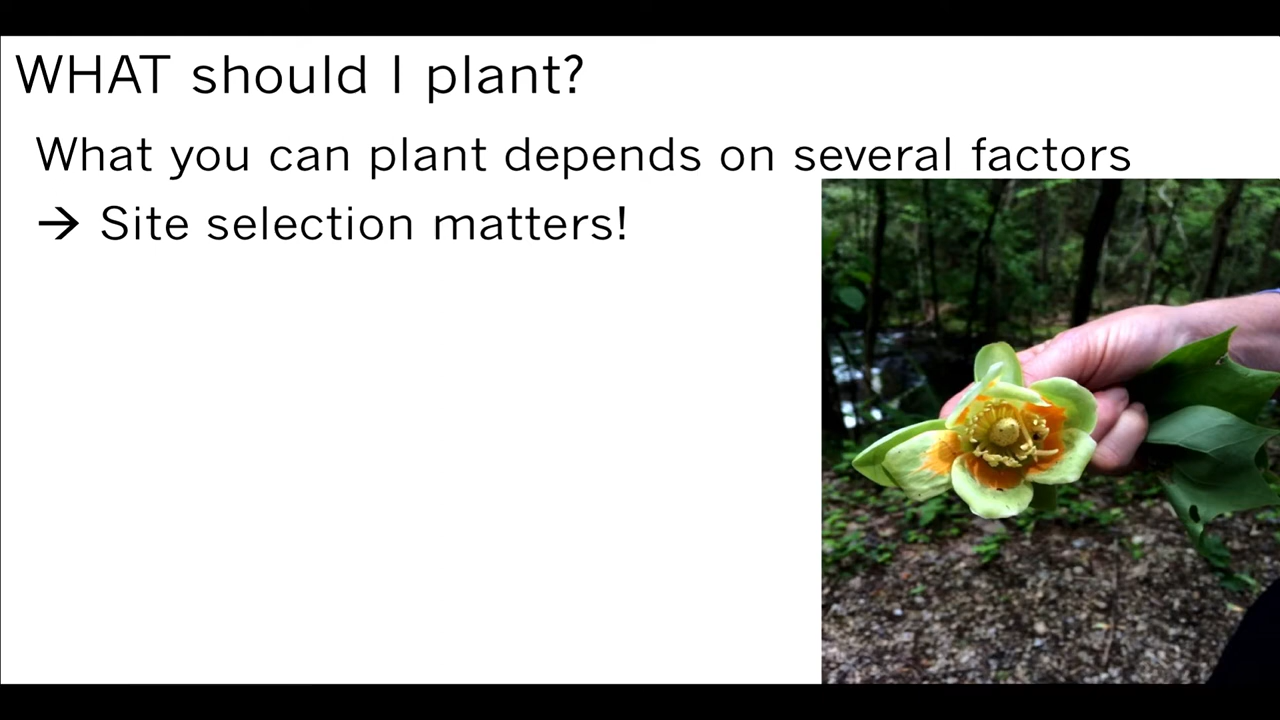 WHAT should I plant?
What you can plant depends on several factors
→ Site selection matters!